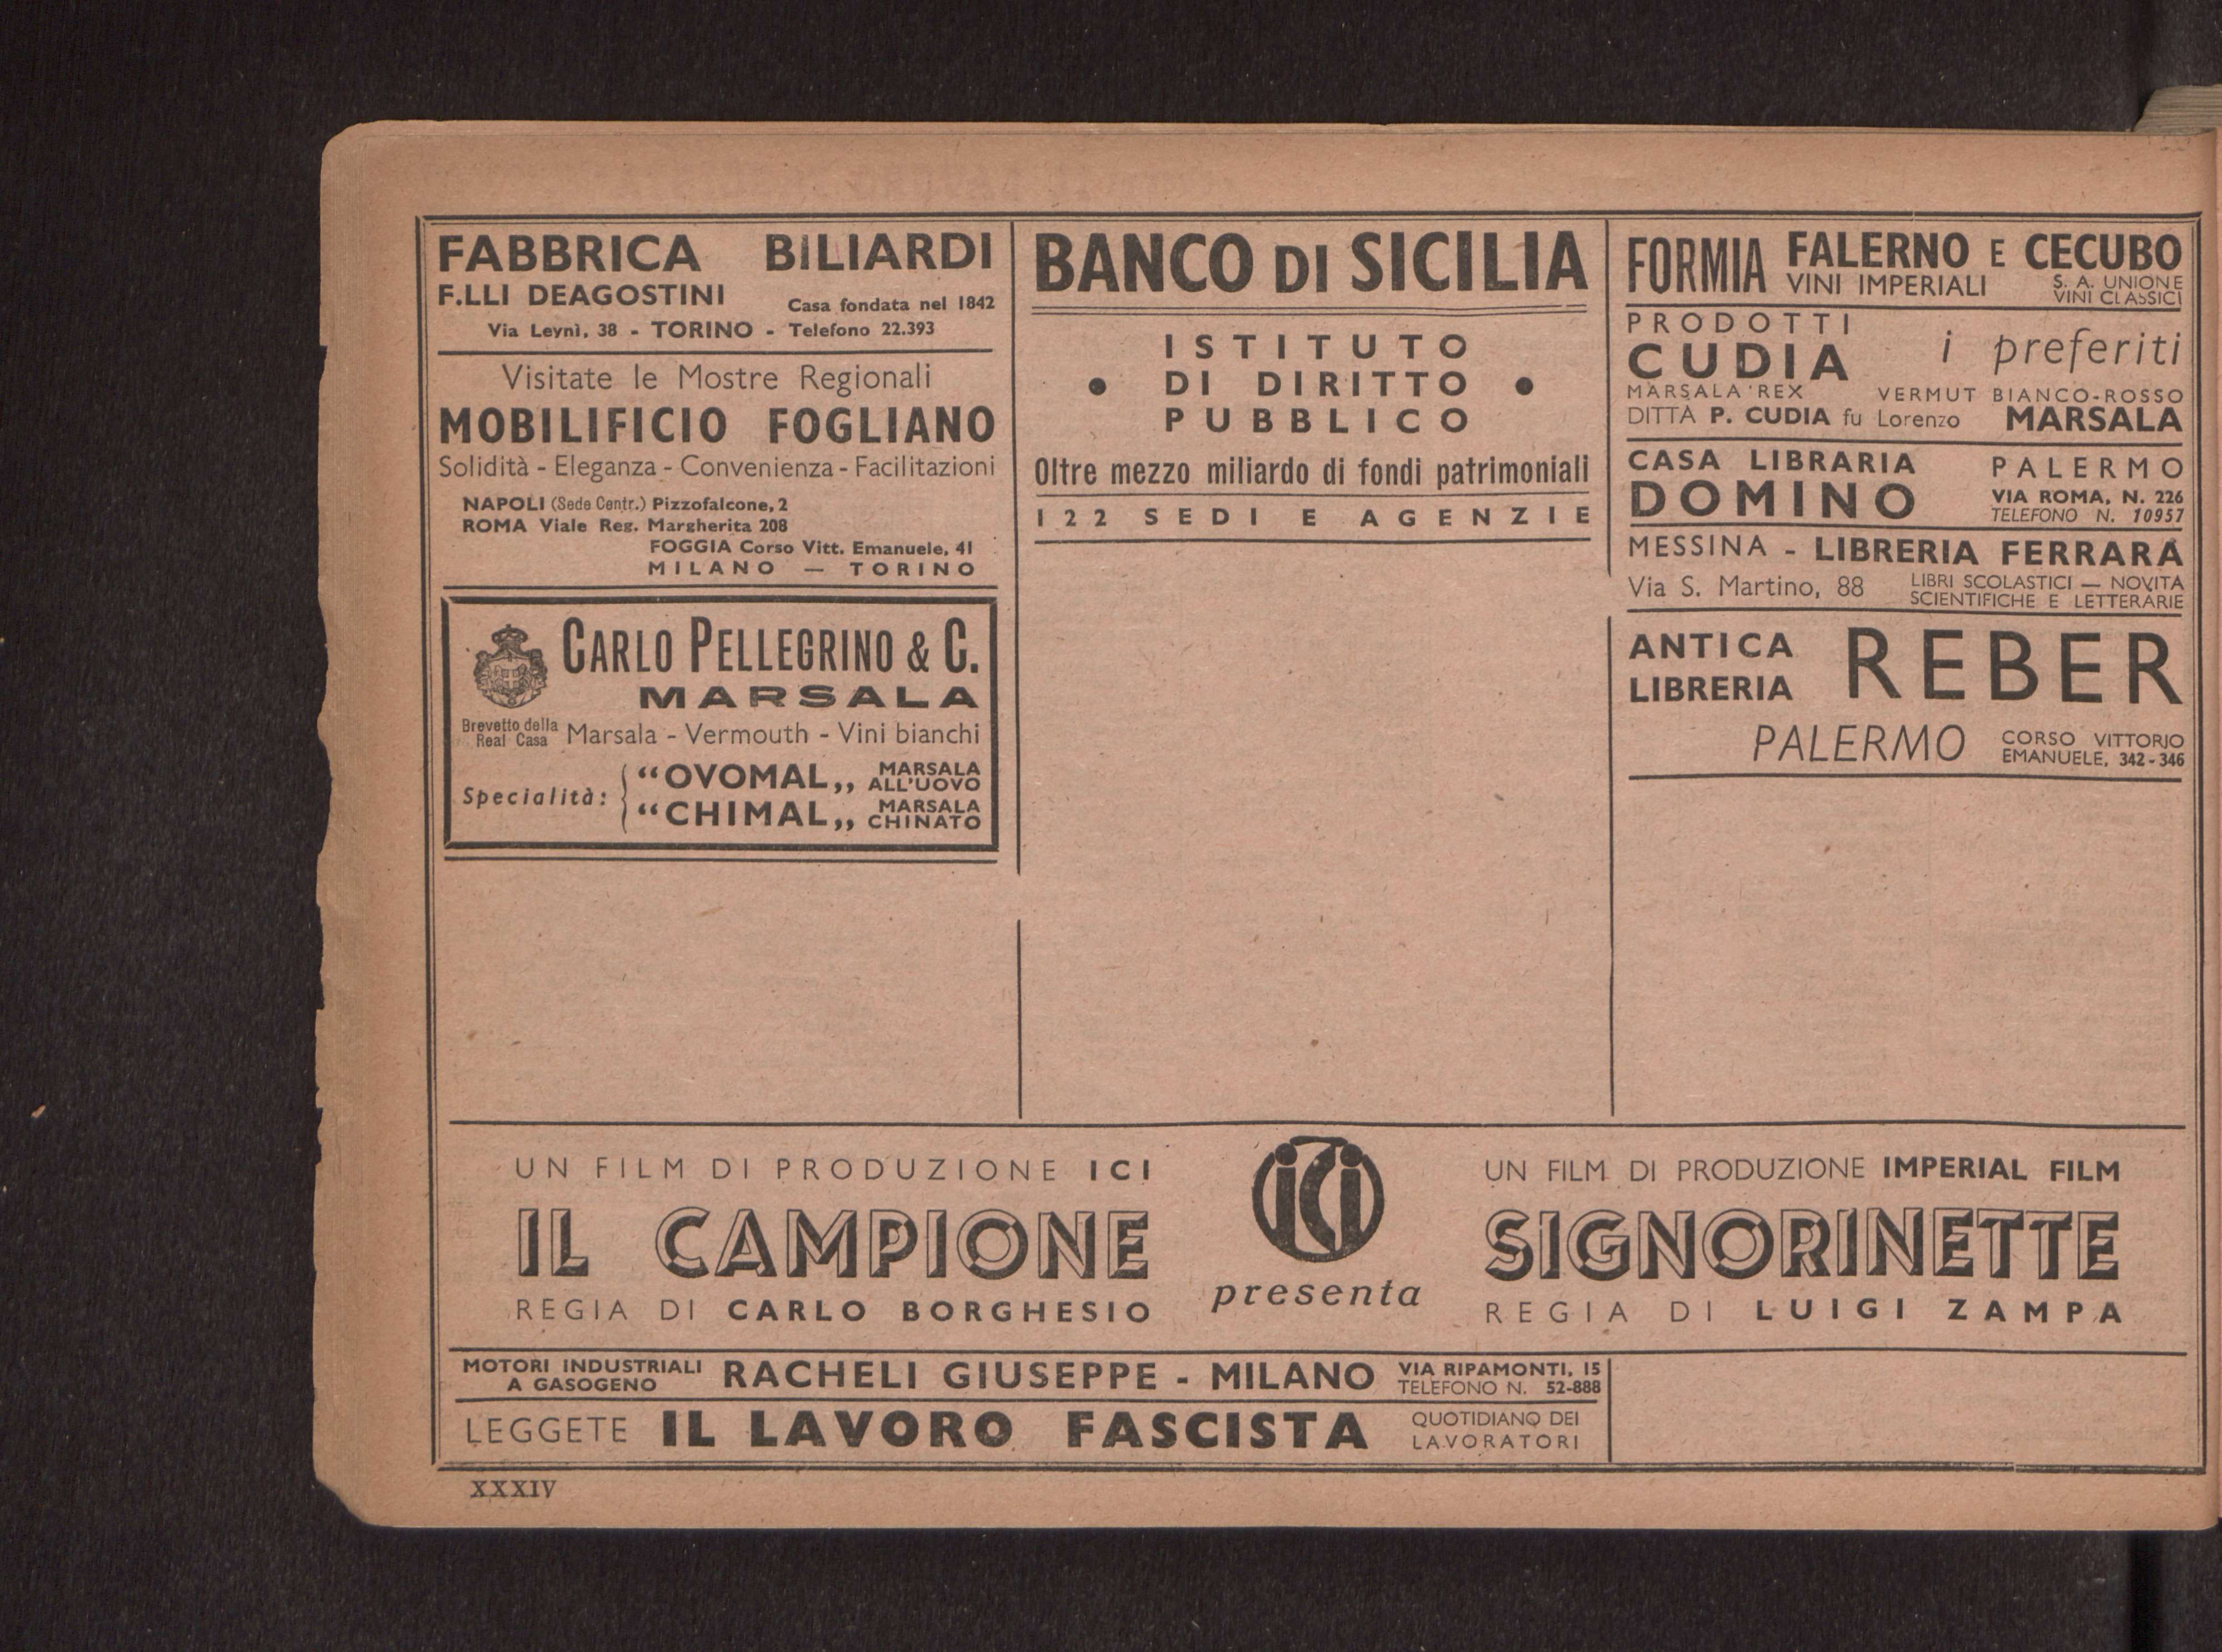 FABBRICA BILIARDI
F.LLI DEAGOSTINI Casa fondata nel 1842
Via Leynì, 38 - TORINO - Telefono 22.393
Visitate le Mostre Regionali
MOBILIFICIO FOGLIANO
Solidità - Eleganza - Convenienza - Facilitazioni
NAPOLI (Sede Centr.) Pizzofalcone, 2
ROMA Viale Reg. Margherita 208
FOGGIA Corso Vitt. Emanuele, 41
MILANO — TORINO
CARLO PELLEGRINO & C.
MARSALA
Brevetto della
Real Casa
Marsala - Vermouth - Vini bianchi
Specialità:
“OVOMAL„ MARSALA
ALL'UOVO
“CHIMAL„ MARSALA
CHINATO
BANCO DI SICILIA
ISTITUTO
• DI DIRITTO •
PUBBLICO
Oltre mezzo miliardo di fondi patrimoniali
122 SEDI E AGENZIE
FORMIA FALERNO E CECUBO
VINI IMPERIALI
S. A. UNIONE
VINI CLASSICI
PRODOTTI
CUDIA i preferiti
MARSALA REX VERMUT BIANCO-ROSSO
DITTA P. CUDIA fu Lorenzo MARSALA
CASA LIBRARIA PALERMO
DOMINO
VIA ROMA, N. 226
TELEFONO N. 10957
MESSINA - LIBRERIA FERRARA
Via S. Martino, 88
LIBRI SCOLASTICI — NOVITA
SCIENTIFICHE E LETTERARIE
ANTICA
LIBRERIA
REBER
PALERMO
CORSO VITTORIO
EMANUELE, 342-346
UN FILM DI PRODUZIONE ICI
IL CAMPIONE
REGIA DI CARLO BORGHESIO
ici
presenta
UN FILM DI PRODUZIONE IMPERIAL FILM
SIGNORINETTE
REGIA DI LUIGI ZAMPA
MOTORI INDUSTRIALI
A GASOGENO
RACHELI GIUSEPPE - MILANO
VIA RIPAMONTI, 15
TELEFONO N. 52-888
LEGGETE IL LAVORO FASCISTA
QUOTIDIANO DEI
LAVORATORI
XXXIV